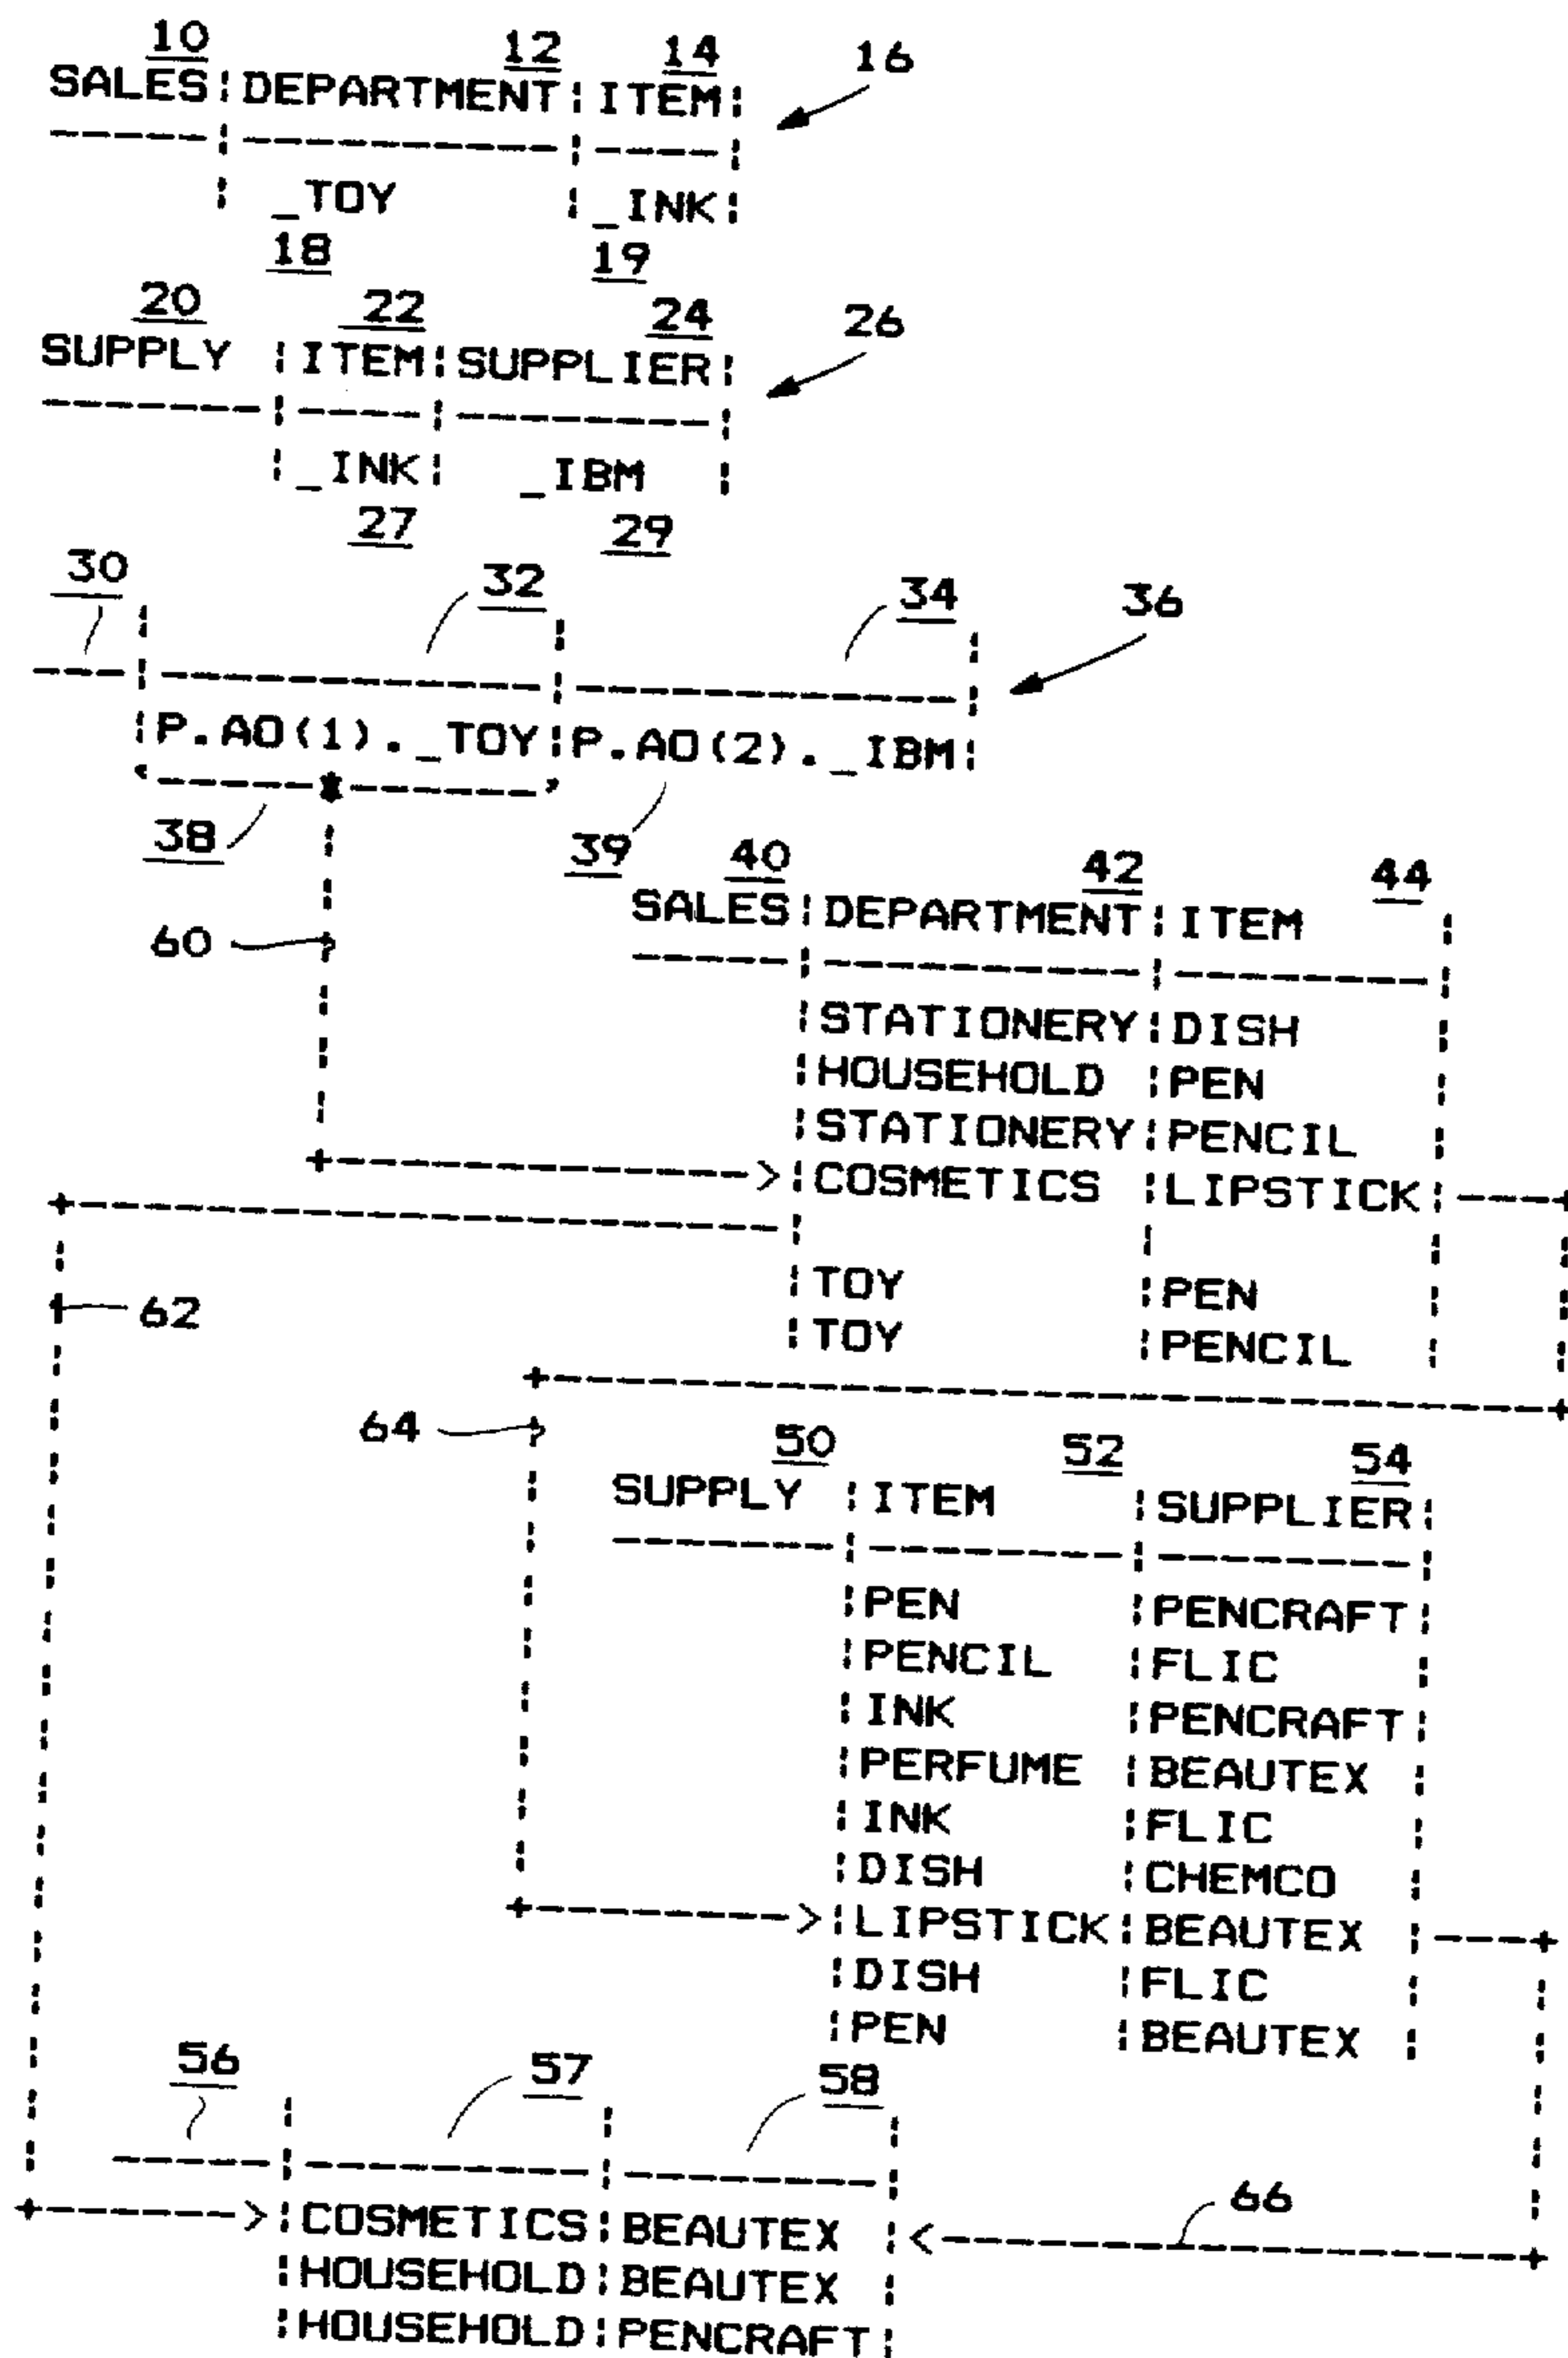 10 12 14 16
SALES¦DEPARTMENT¦ITEM¦
-----¦----------¦----¦
¦ _TOY ¦_INK¦
18 19
20 22 24 26
SUPPLY ¦ITEM¦SUPPLIER¦
-------¦----¦--------¦
¦_INK¦ _IBM ¦
27 29
30 32 34 36
---¦------------¦------------¦
¦P.AO(1)._TOY¦P.AO(2)._IBM¦
38 39 40 42 44
SALES¦DEPARTMENT¦ITEM ¦
60
-----¦----------¦--------¦
¦STATIONERY¦DISH ¦
¦HOUSEHOLD ¦PEN ¦
¦STATIONERY¦PENCIL ¦
+-------------->¦COSMETICS ¦LIPSTICK¦----+
+-----------------------¦ ¦ ¦
¦TOY ¦PEN ¦
62
¦TOY ¦PENCIL ¦
+--------------------------------+
64 50 52 54
SUPPLY ¦ITEM ¦SUPPLIER¦
-------¦--------¦--------¦
¦PEN ¦PENCRAFT¦
¦PENCIL ¦FLIC ¦
¦INK ¦PENCRAFT¦
¦PERFUME ¦BEAUTEX ¦
¦INK ¦FLIC ¦
¦DISH ¦CHEMCO ¦
+--------->¦LIPSTICK¦BEAUTEX ¦----+
¦DISH ¦FLIC ¦
¦PEN ¦BEAUTEX ¦
56 57 58
-----¦---------¦--------¦
66
+------->¦COSMETICS¦BEAUTEX ¦<-------------------+
¦HOUSEHOLD¦BEAUTEX ¦
¦HOUSEHOLD¦PENCRAFT¦